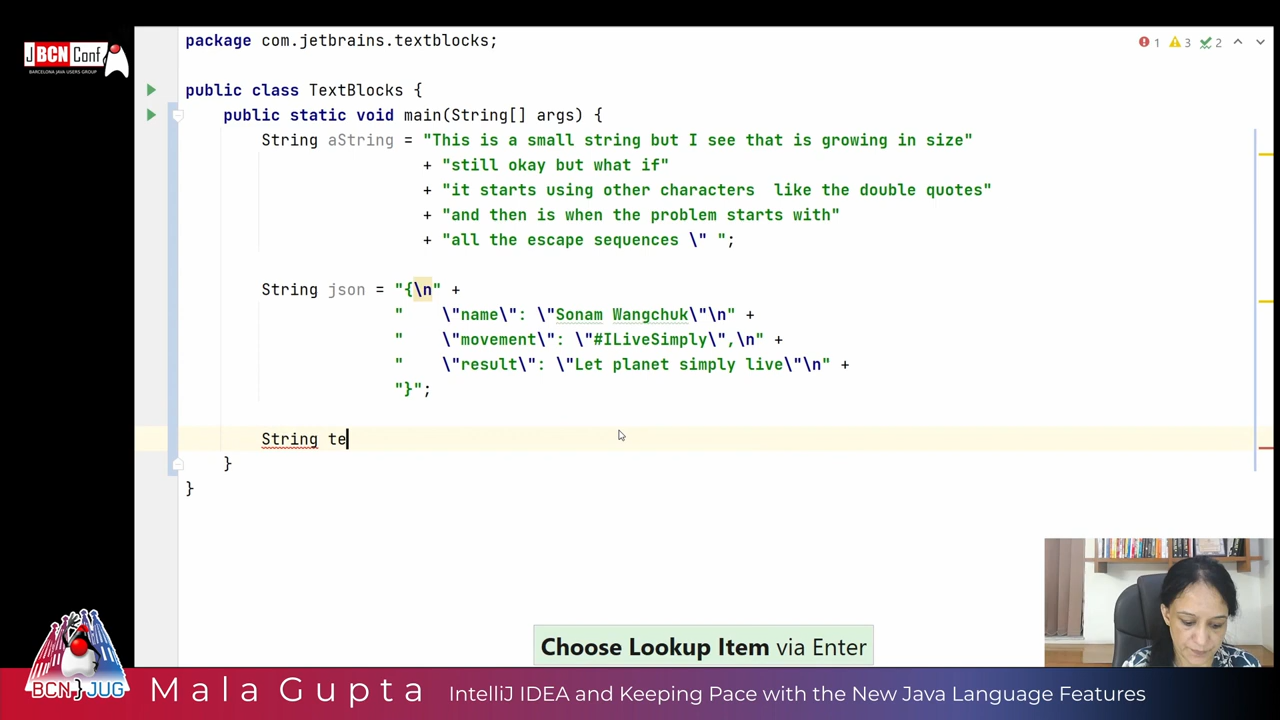 JBCNConf
BARCELONA JAVA USERS GROUP
package com.jetbrains.textblocks;
1 3 2
public class TextBlocks {
public static void main(String[] args) {
String aString = "This is a small string but I see that is growing in size"
+ "still okay but what if"
+ "it starts using other characters  like the double quotes"
+ "and then is when the problem starts with"
+ "all the escape sequences \" ";
String json = "{\n" +
"    \"name\": \"Sonam Wangchuk\"\n" +
"    \"movement\": \"#ILiveSimply\",\n" +
"    \"result\": \"Let planet simply live\"\n" +
"}";
String te
}
}
Choose Lookup Item via Enter
BCN}JUG
Mala Gupta IntelliJ IDEA and Keeping Pace with the New Java Language Features